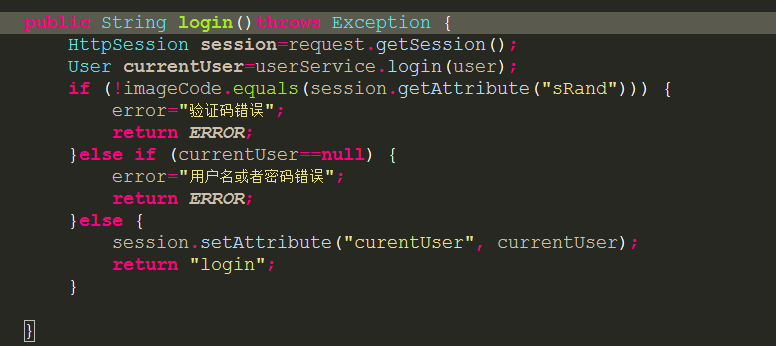 public String login()throws Exception {
HttpSession session=request.getSession();
User currentUser=userService.login(user);
if (!imageCode.equals(session.getAttribute("sRand"))) {
error="验证码错误";
return ERROR;
}else if (currentUser==null) {
error="用户名或者密码错误";
return ERROR;
}else {
session.setAttribute("curentUser", currentUser);
return "login";
}
}